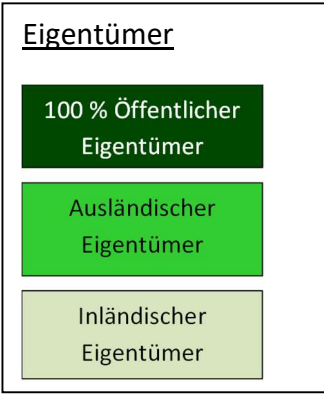 Eigentümer
100 % Öffentlicher
Eigentümer
Ausländischer
Eigentümer
Inländischer
Eigentümer